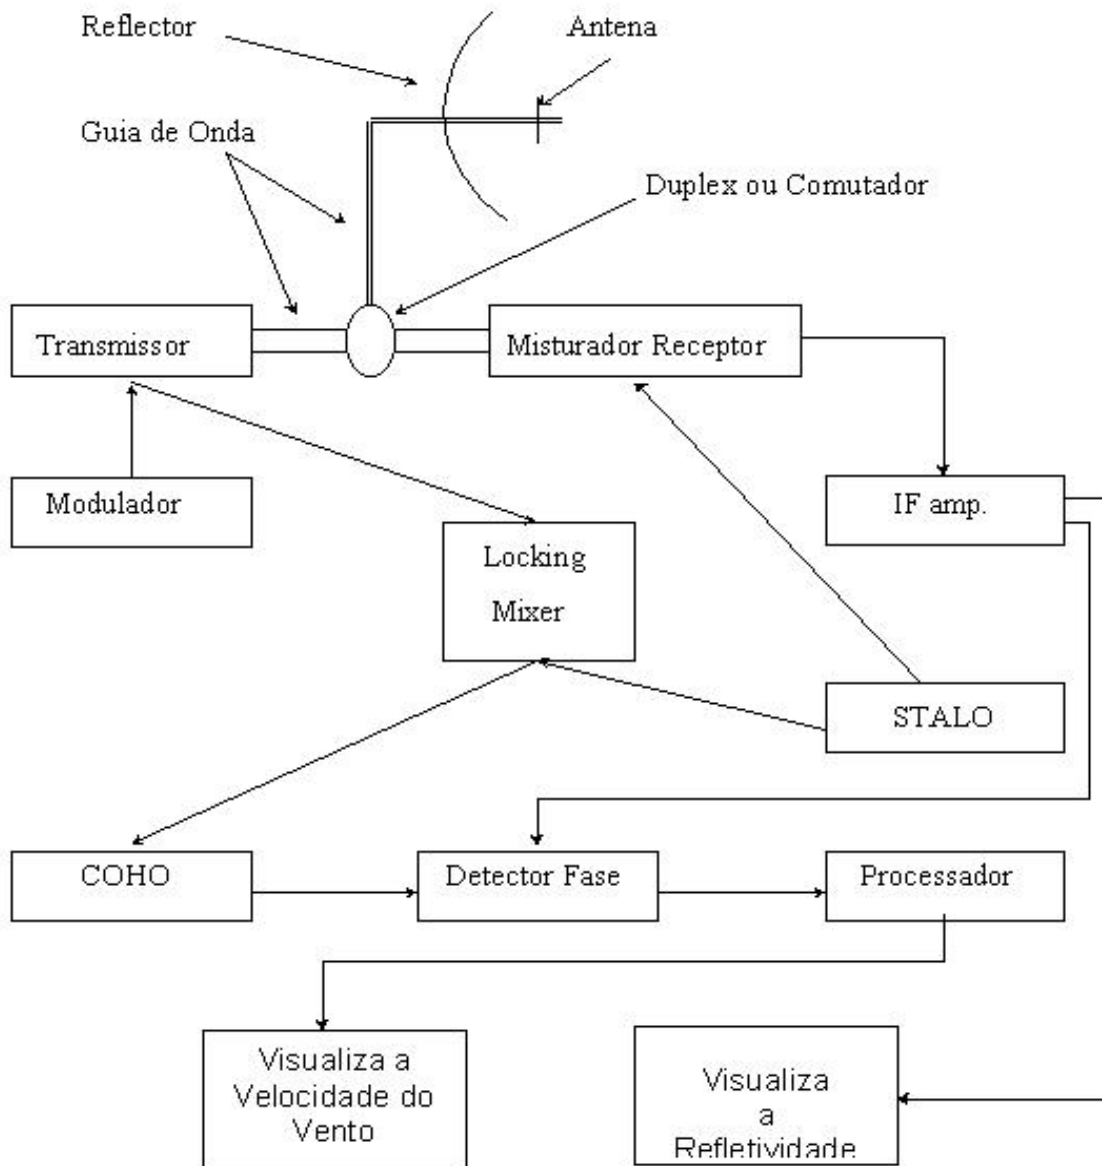 Reflector
Antena
Guia de Onda
Duplex ou Comutador
Transmissor
Misturador Receptor
Modulador
IF amp.
Locking
Mixer
STALO
COHO
Detector Fase
Processador
Visualiza a
Velocidade do
Vento
Visualiza
a
Refletividade